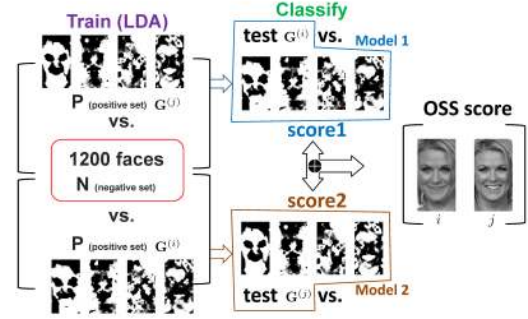 Train (LDA)
P (positive set) G^(j)
vs.
1200 faces
N (negative set)
vs.
P (positive set) G^(i)
Classify
test G^(i) vs.
Model 1
score1
score2
Model 2
test G^(j) vs.
OSS score
i j